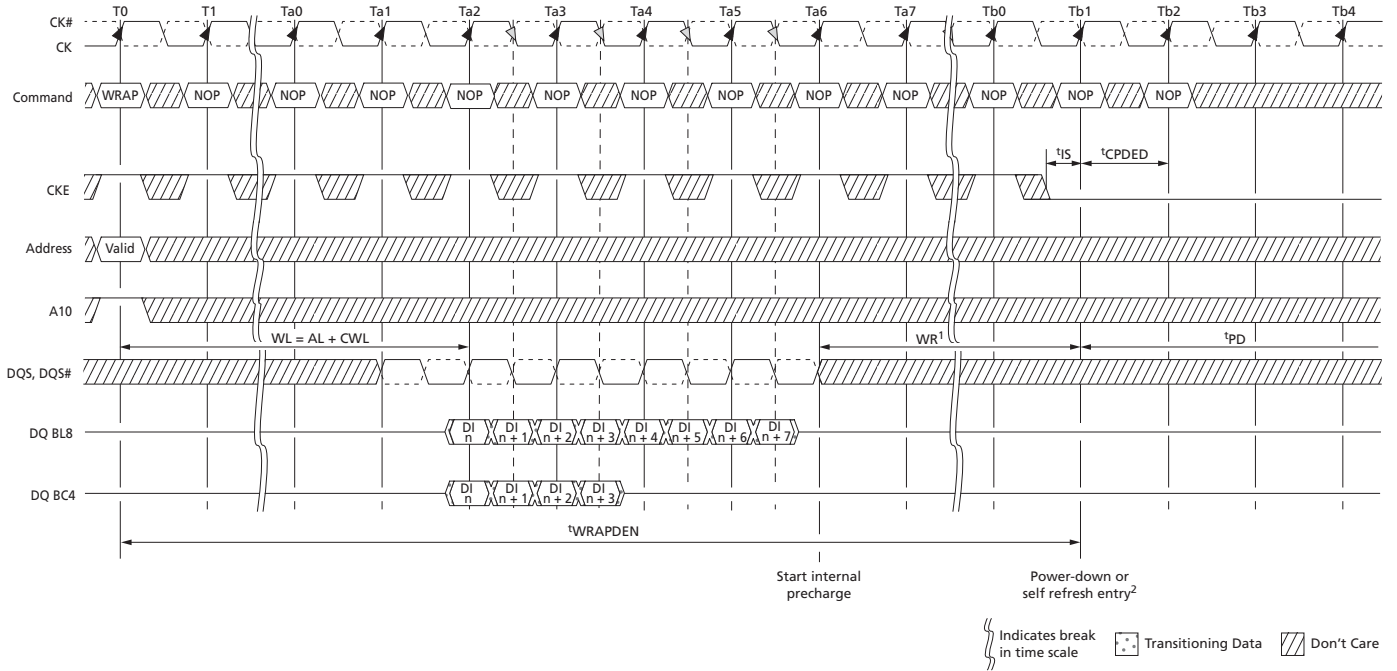 T0 T1 Ta0 Ta1 Ta2 Ta3 Ta4 Ta5 Ta6 Ta7 Tb0 Tb1 Tb2 Tb3 Tb4
CK#
CK
Command WRAP NOP NOP NOP NOP NOP NOP NOP NOP NOP NOP NOP NOP
tIS tCPDED
CKE
Address Valid
A10
WL = AL + CWL WR1 tPD
DQS, DQS#
DQ BL8 DI n DI n + 1 DI n + 2 DI n + 3 DI n + 4 DI n + 5 DI n + 6 DI n + 7
DQ BC4 DI n DI n + 1 DI n + 2 DI n + 3
tWRAPDEN
Start internal
precharge
Power-down or
self refresh entry2
Indicates break
in time scale
Transitioning Data
Don't Care